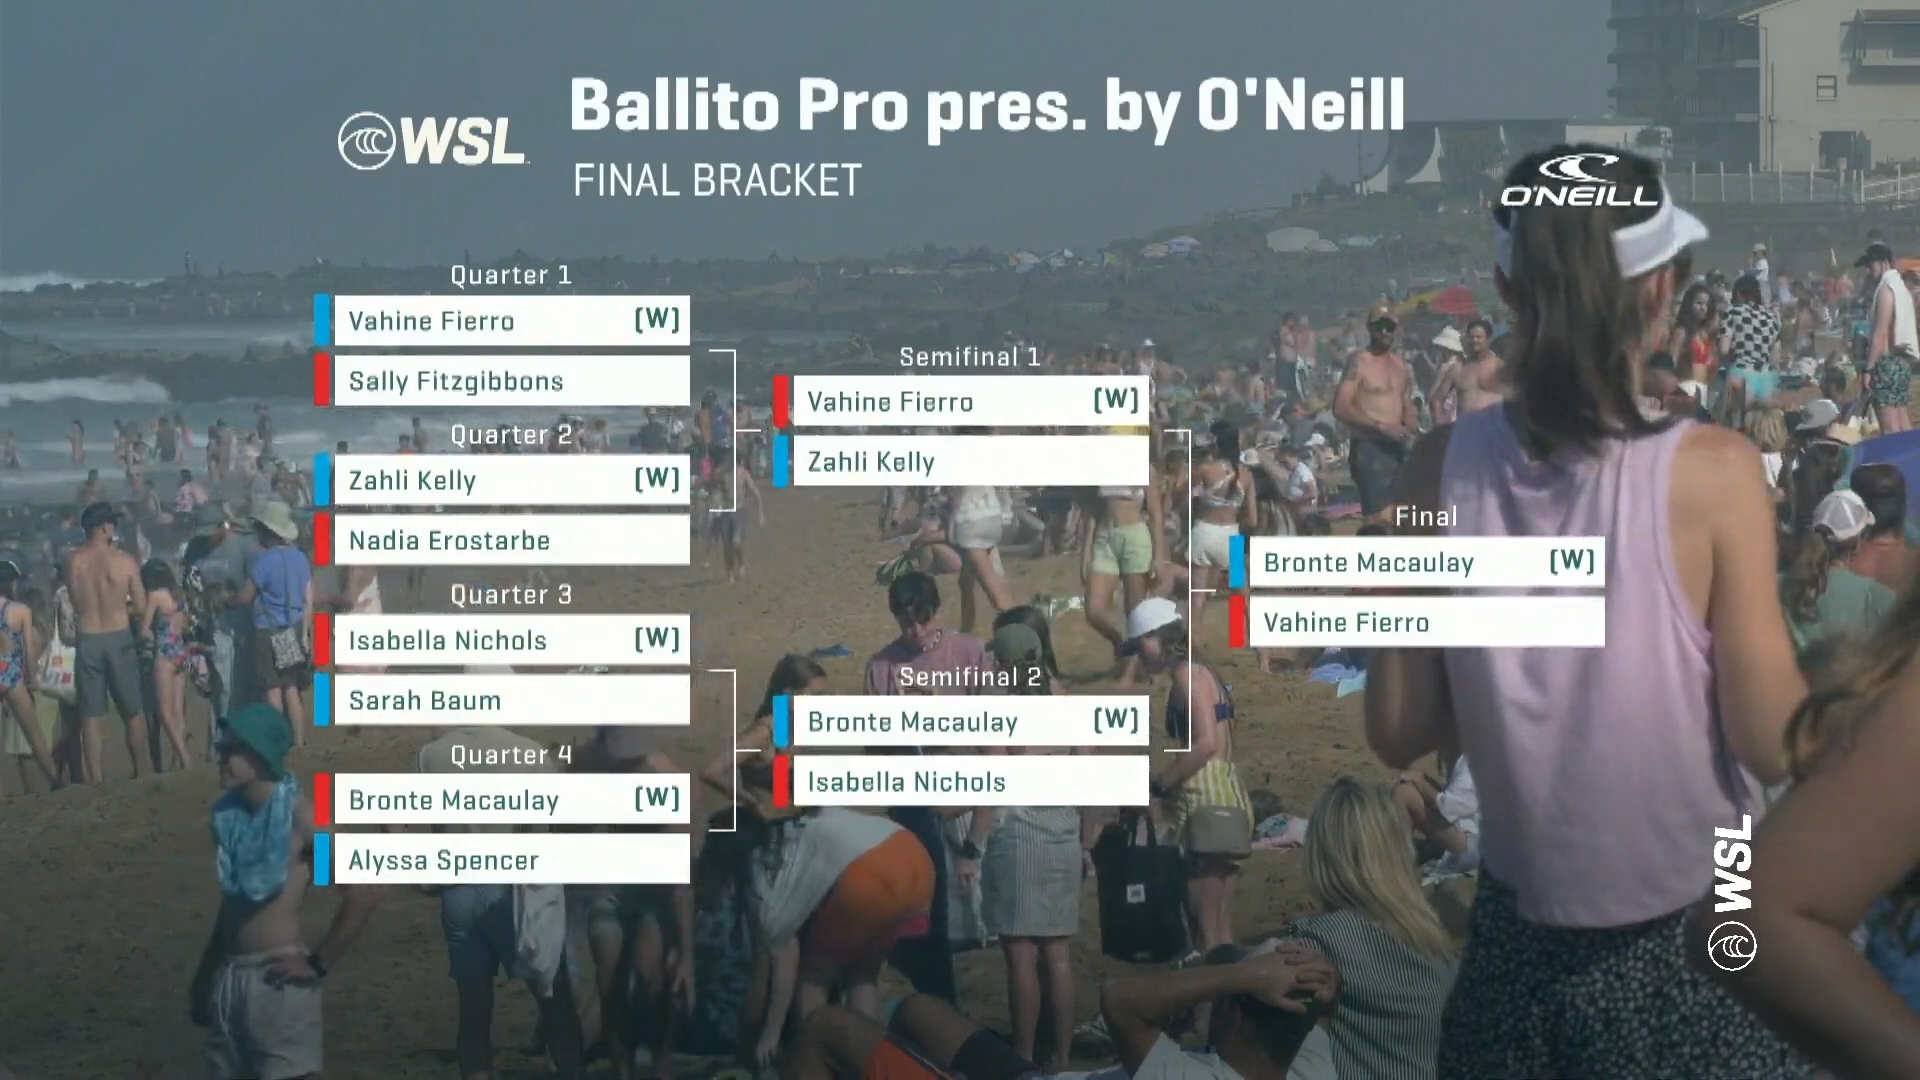 WSL
Ballito Pro pres. by O'Neill
FINAL BRACKET
O'NEILL
Quarter 1
Vahine Fierro [W]
Sally Fitzgibbons
Quarter 2
Zahli Kelly [W]
Nadia Erostarbe
Quarter 3
Isabella Nichols [W]
Sarah Baum
Quarter 4
Bronte Macaulay [W]
Alyssa Spencer
Semifinal 1
Vahine Fierro [W]
Zahli Kelly
Semifinal 2
Bronte Macaulay [W]
Isabella Nichols
Final
Bronte Macaulay [W]
Vahine Fierro
WSL